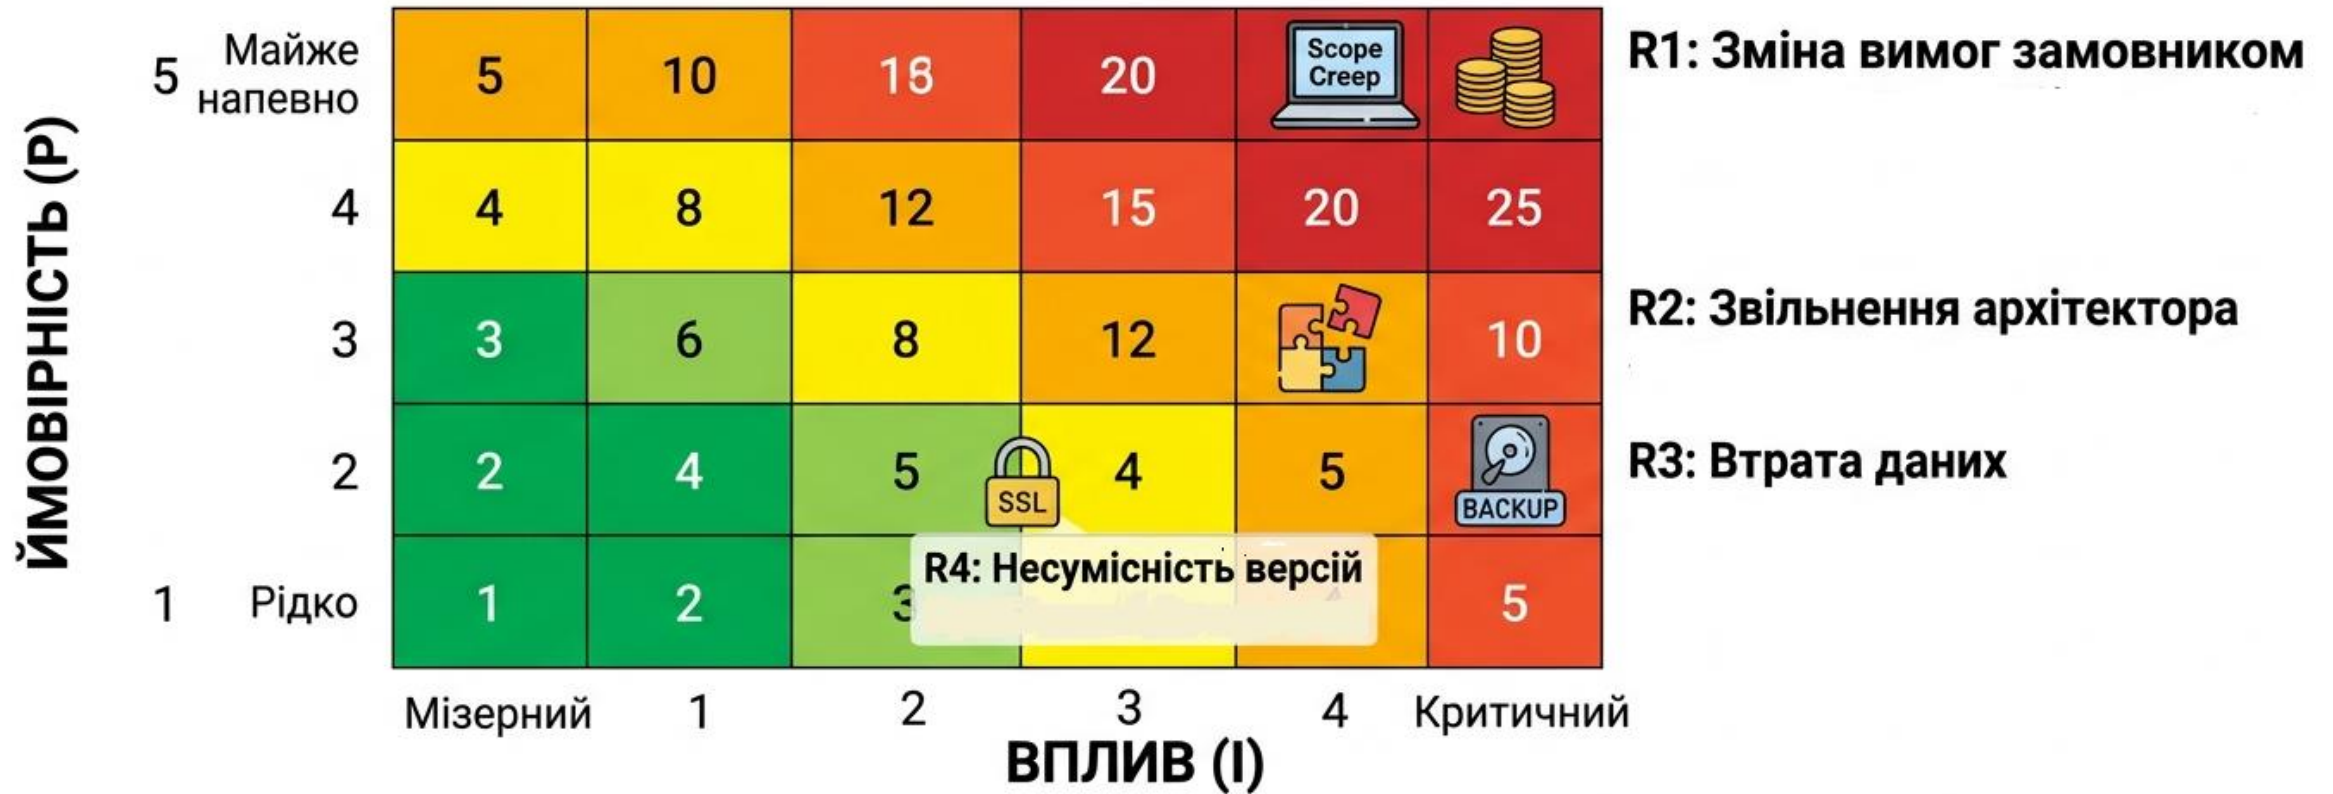 5 Майже напевно 5 10 18 20 Scope Creep R1: Зміна вимог замовником
4 4 8 12 15 20 25
3 3 6 8 12 10 R2: Звільнення архітектора
2 2 4 5 SSL 4 5 BACKUP R3: Втрата даних
R4: Несумісність версій
1 Рідко 1 2 3 5
Мізерний 1 2 3 4 Критичний
ЙМОВІРНІСТЬ (P)
ВПЛИВ (I)